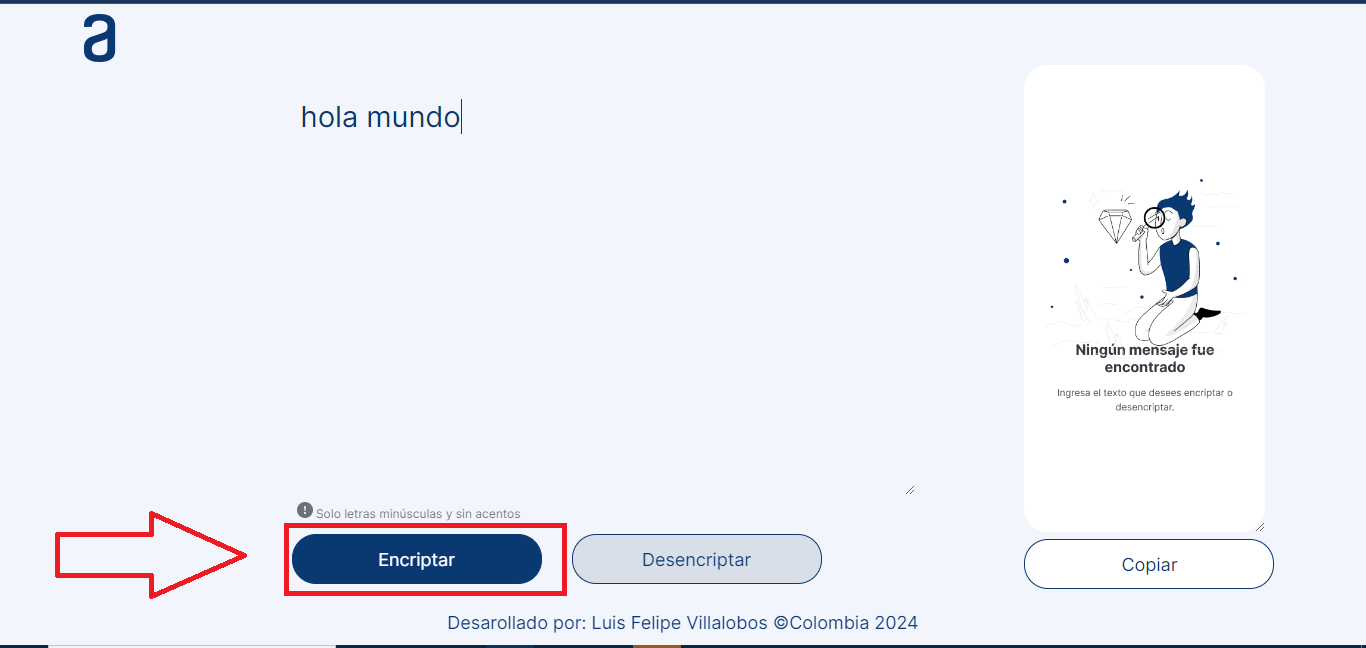 a
hola mundo
Ningún mensaje fue
encontrado
Ingresa el texto que desees encriptar o
desencriptar.
! Solo letras minúsculas y sin acentos
Encriptar
Desencriptar
Copiar
Desarollado por: Luis Felipe Villalobos ©Colombia 2024